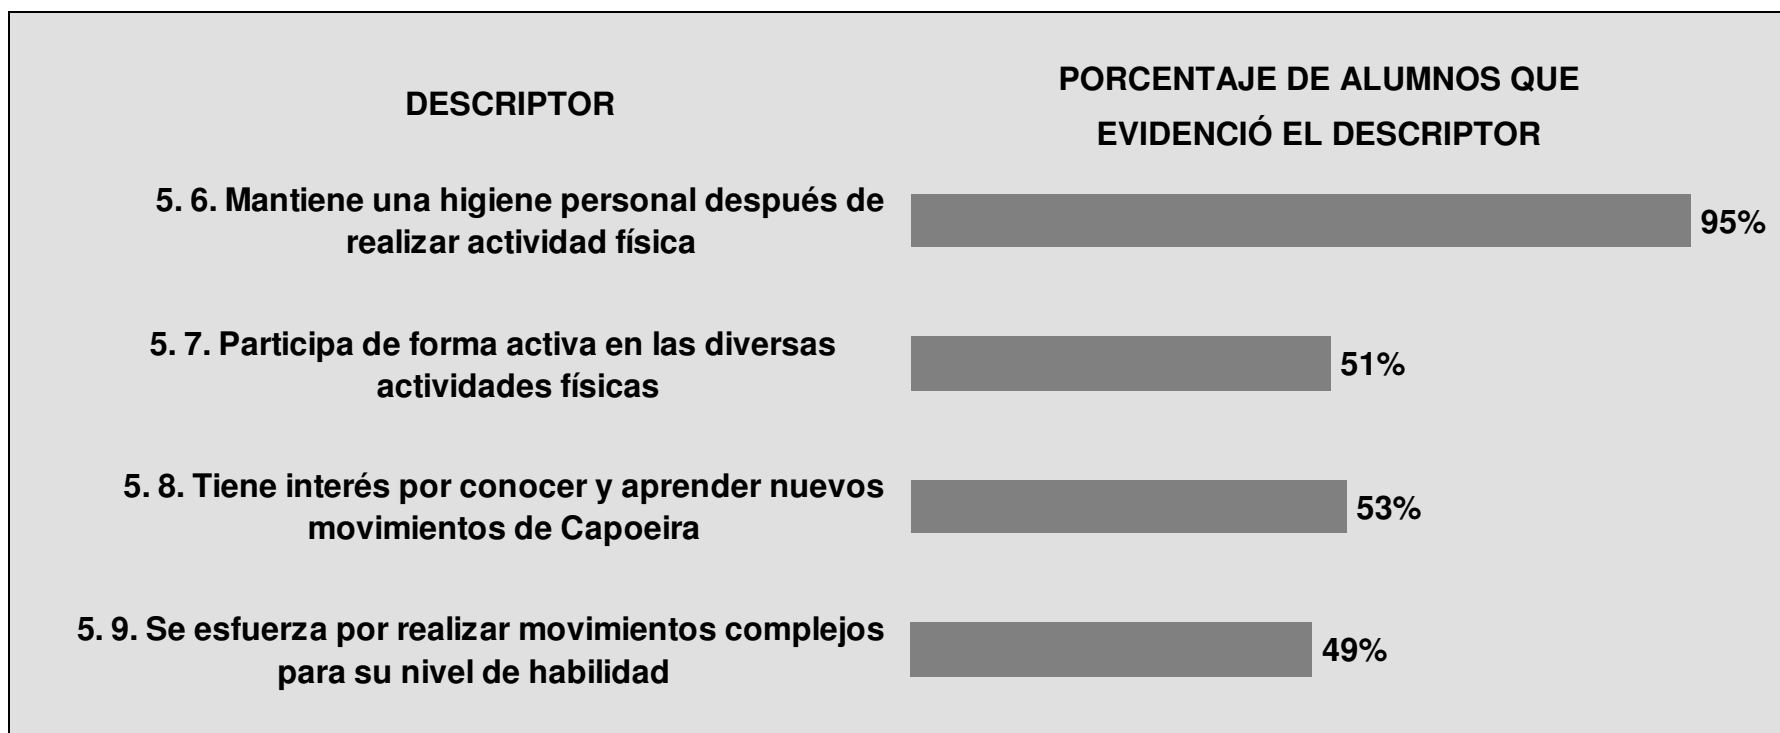 DESCRIPTOR
PORCENTAJE DE ALUMNOS QUE
EVIDENCIÓ EL DESCRIPTOR
5. 6. Mantiene una higiene personal después de
realizar actividad física
95%
5. 7. Participa de forma activa en las diversas
actividades físicas
51%
5. 8. Tiene interés por conocer y aprender nuevos
movimientos de Capoeira
53%
5. 9. Se esfuerza por realizar movimientos complejos
para su nivel de habilidad
49%